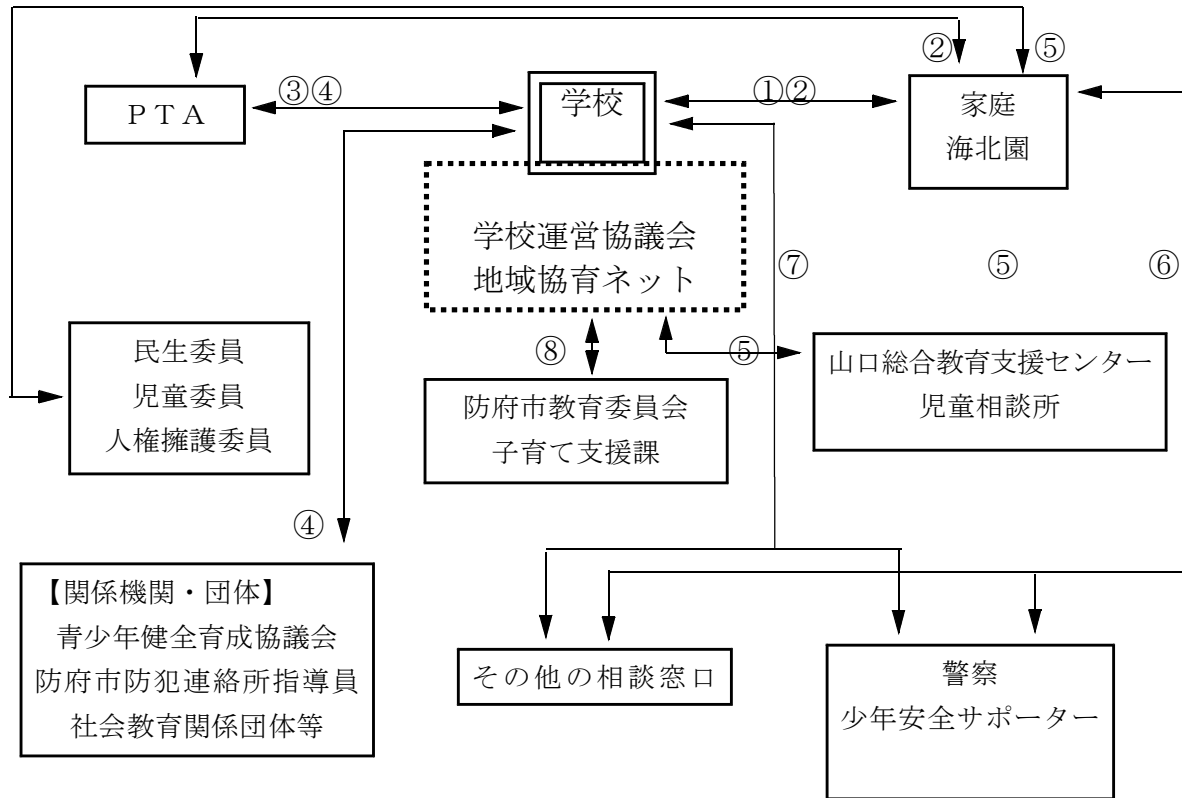 ② ⑤
ＰＴＡ
③④
学校
①②
家庭
海北園
学校運営協議会
地域協育ネット
⑦
⑤
⑥
民生委員
児童委員
人権擁護委員
⑧
⑤
防府市教育委員会
子育て支援課
山口総合教育支援センター
児童相談所
④
【関係機関・団体】
青少年健全育成協議会
防府市防犯連絡所指導員
社会教育関係団体等
その他の相談窓口
警察
少年安全サポーター